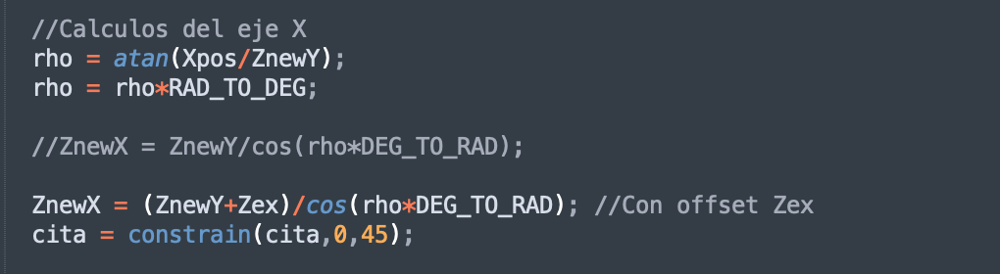 //Calculos del eje X
rho = atan(Xpos/ZnewY);
rho = rho*RAD_TO_DEG;
//ZnewX = ZnewY/cos(rho*DEG_TO_RAD);
ZnewX = (ZnewY+Zex)/cos(rho*DEG_TO_RAD); //Con offset Zex
cita = constrain(cita,0,45);